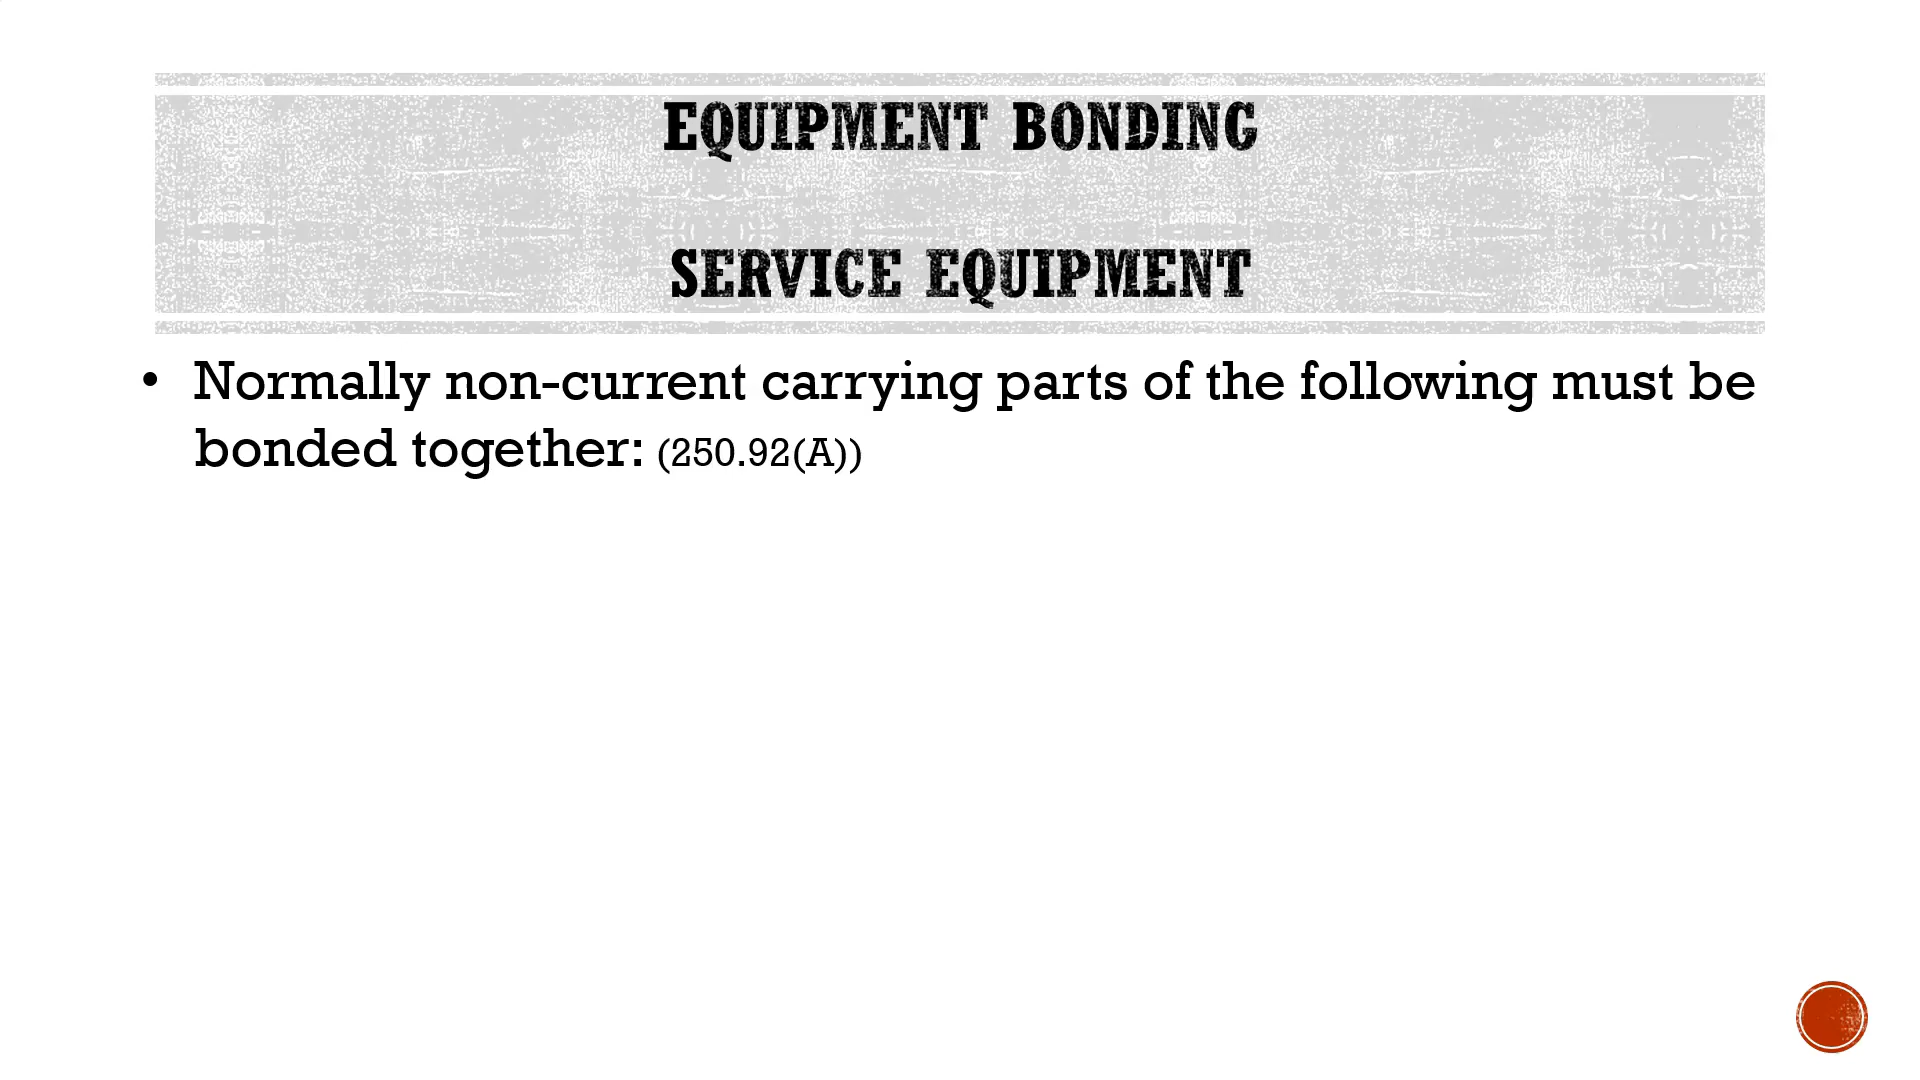 EQUIPMENT BONDING
SERVICE EQUIPMENT
• Normally non-current carrying parts of the following must be
bonded together: (250.92(A))